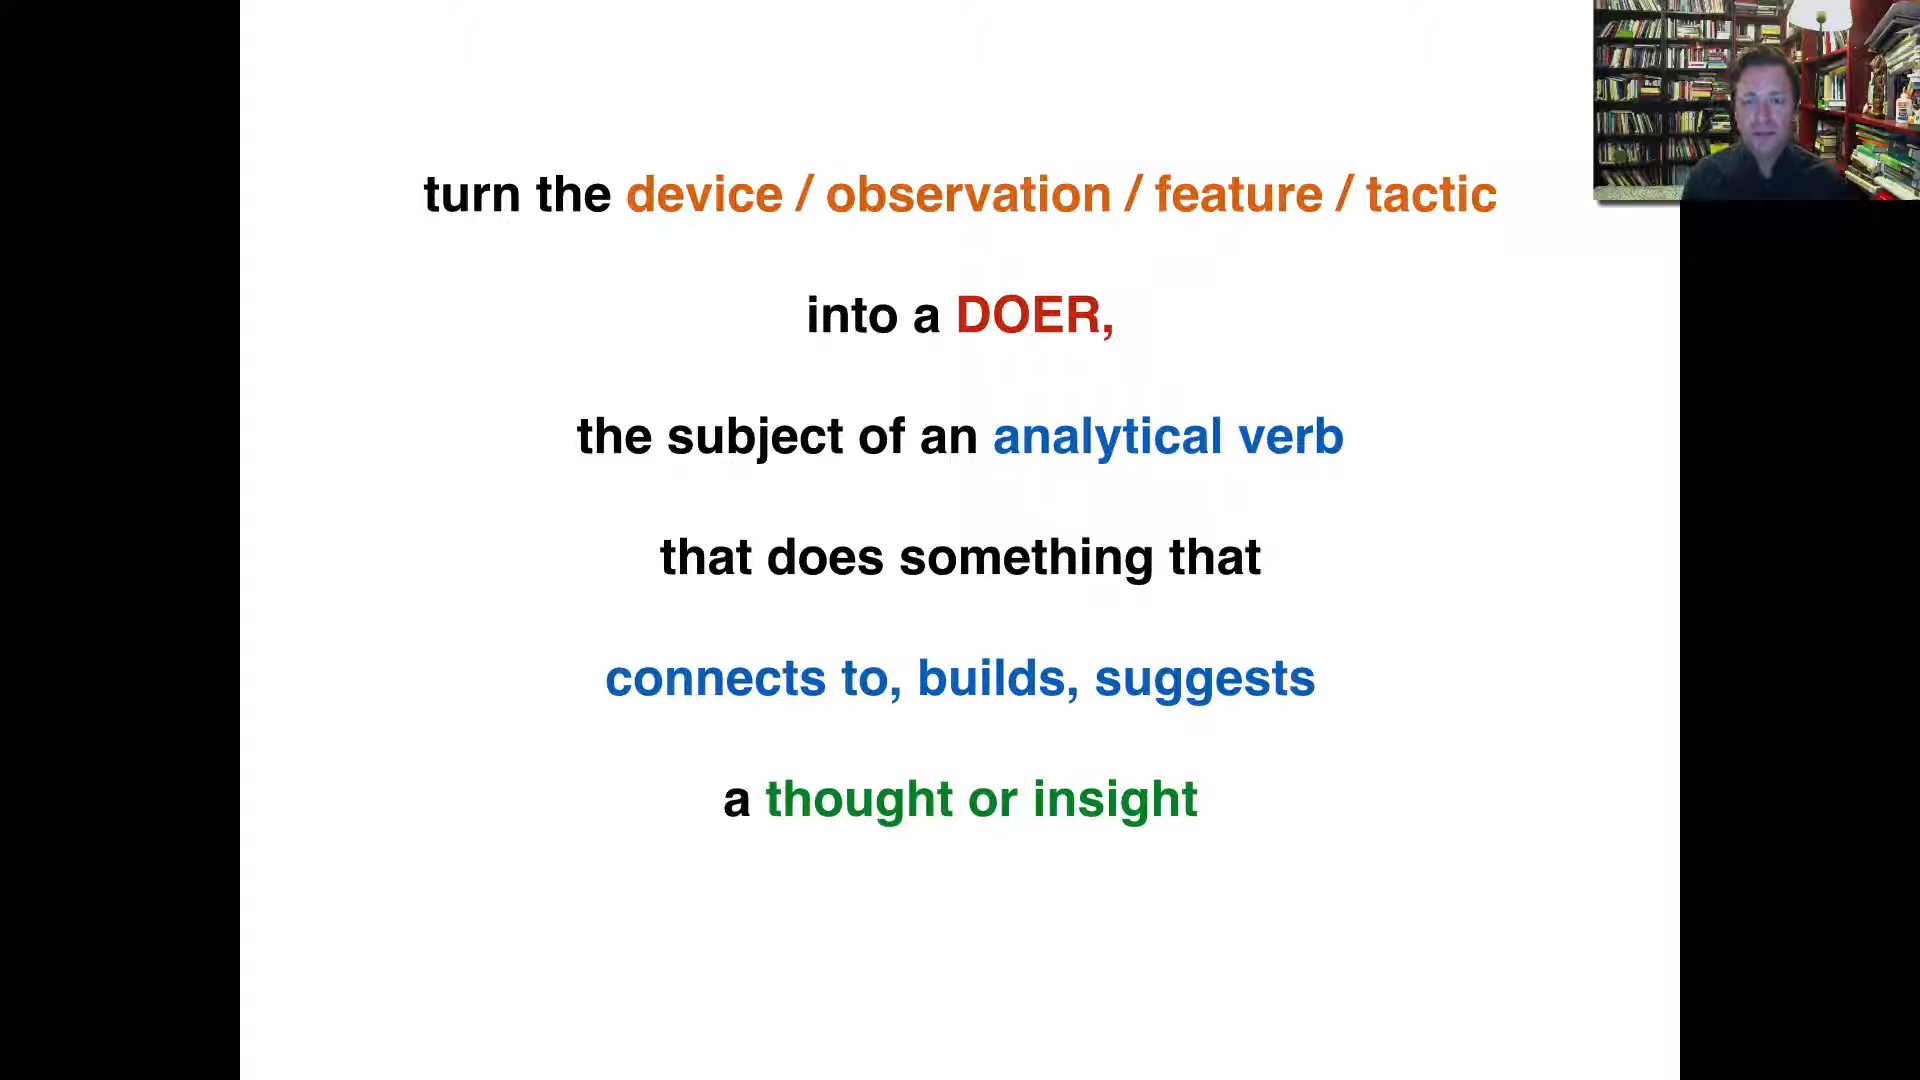 turn the device / observation / feature / tactic
into a DOER,
the subject of an analytical verb
that does something that
connects to, builds, suggests
a thought or insight